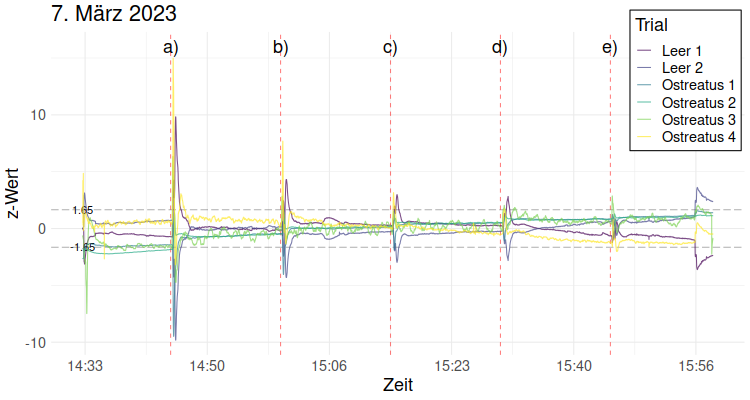 7. März 2023
Trial
Leer 1
Leer 2
Ostreatus 1
Ostreatus 2
Ostreatus 3
Ostreatus 4
a) b) c) d) e)
z-Wert
10
1.65
0
-1.65
-10
14:33 14:50 15:06 15:23 15:40 15:56
Zeit